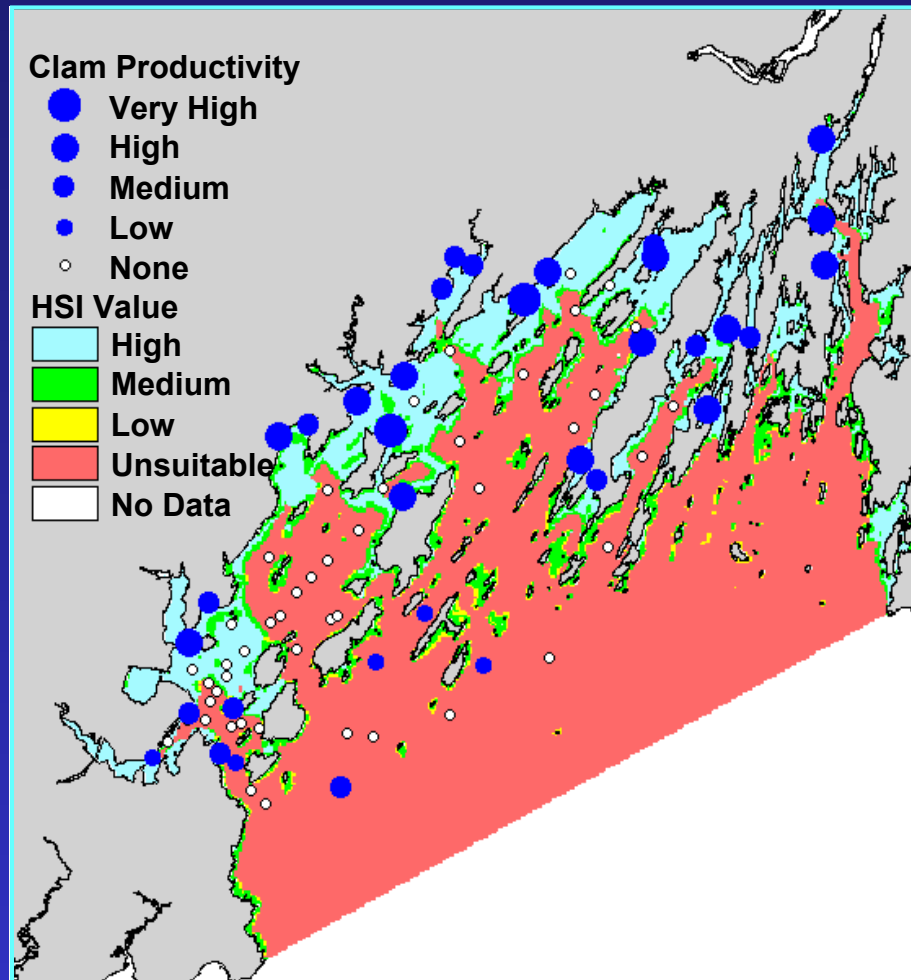 Clam Productivity
Very High
High
Medium
Low
None
HSI Value
High
Medium
Low
Unsuitable
No Data